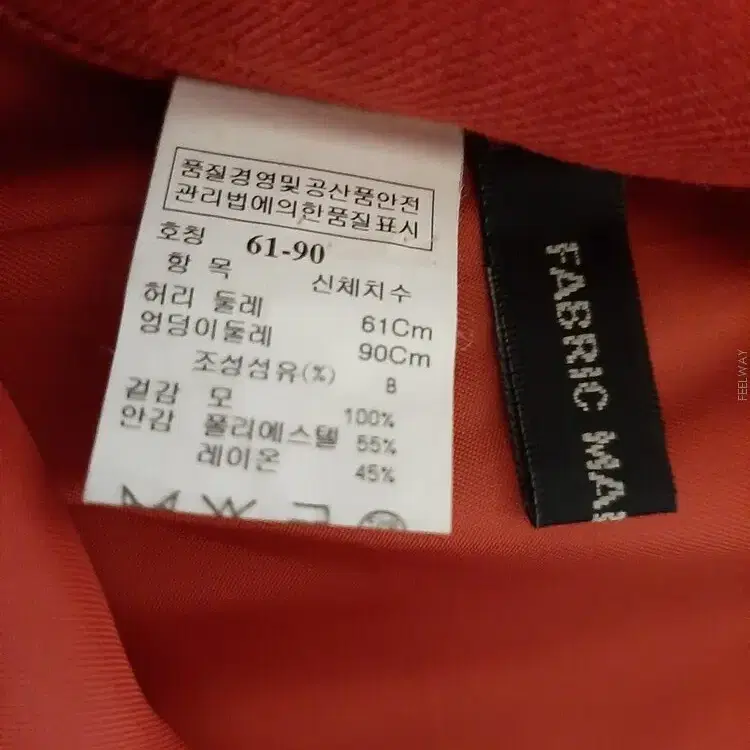 품질경영및공산품안전
관리법에의한품질표시
호칭 61-90
항 목 신체치수
허리 둘레 61Cm
엉덩이둘레 90Cm
조성섬유(%) B
겉감 모 100%
안감 폴리에스텔 55%
레이온 45%
FABRIC
FEELWAY